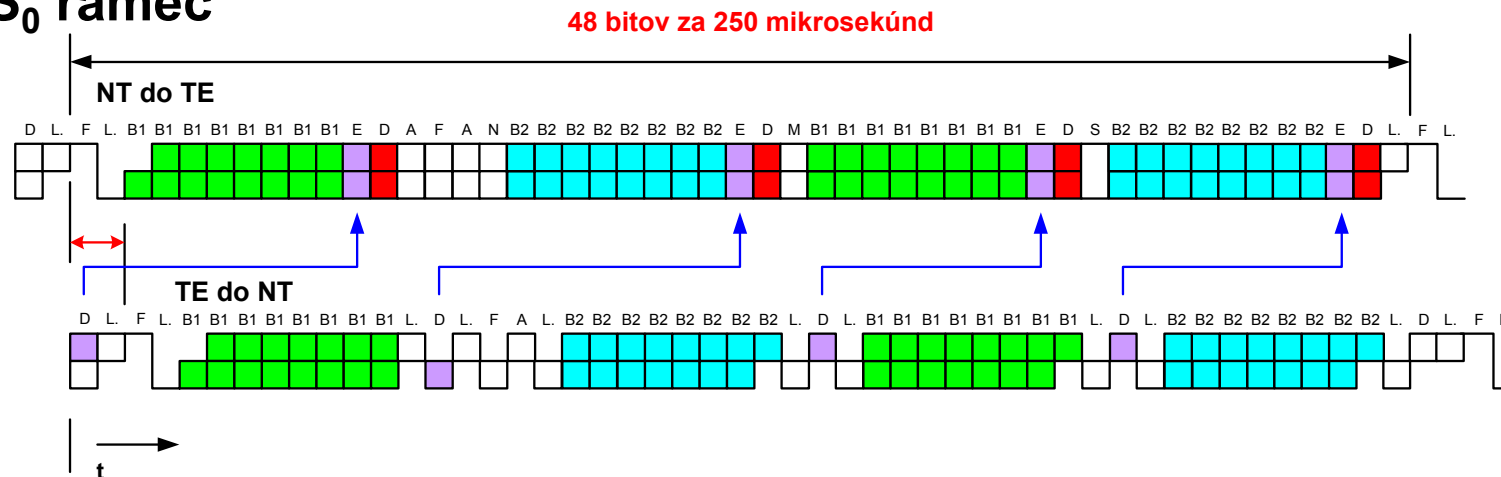 S₀ rámec
48 bitov za 250 mikrosekúnd
NT do TE
D L. F L. B1 B1 B1 B1 B1 B1 B1 B1 E D A F A N B2 B2 B2 B2 B2 B2 B2 B2 E D M B1 B1 B1 B1 B1 B1 B1 B1 E D S B2 B2 B2 B2 B2 B2 B2 B2 E D L. F L.
TE do NT
D L. F L. B1 B1 B1 B1 B1 B1 B1 B1 L. D L. F A L. B2 B2 B2 B2 B2 B2 B2 B2 L. D L. B1 B1 B1 B1 B1 B1 B1 B1 L. D L. B2 B2 B2 B2 B2 B2 B2 B2 L. D L. F
t